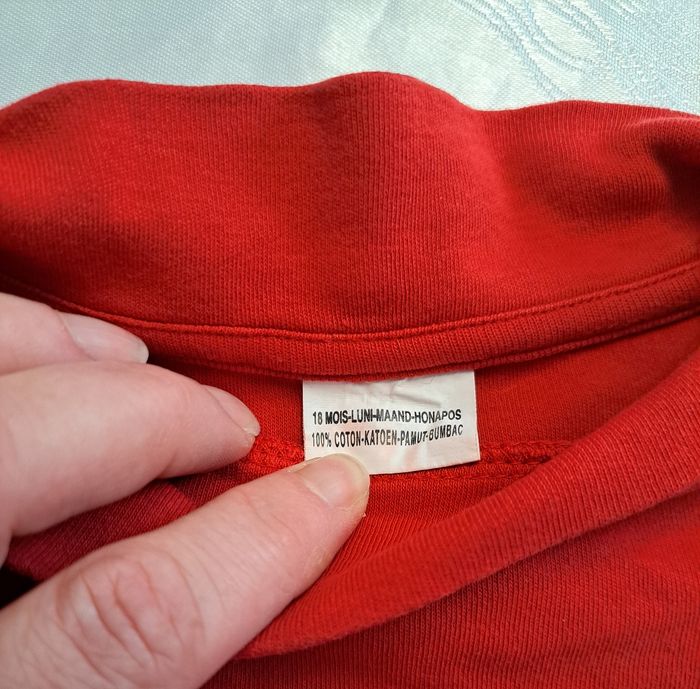 18 MOIS-LUNI-MAAND-HONAPOS
100% COTON-KATOEN-PAMUT-BUMBAC